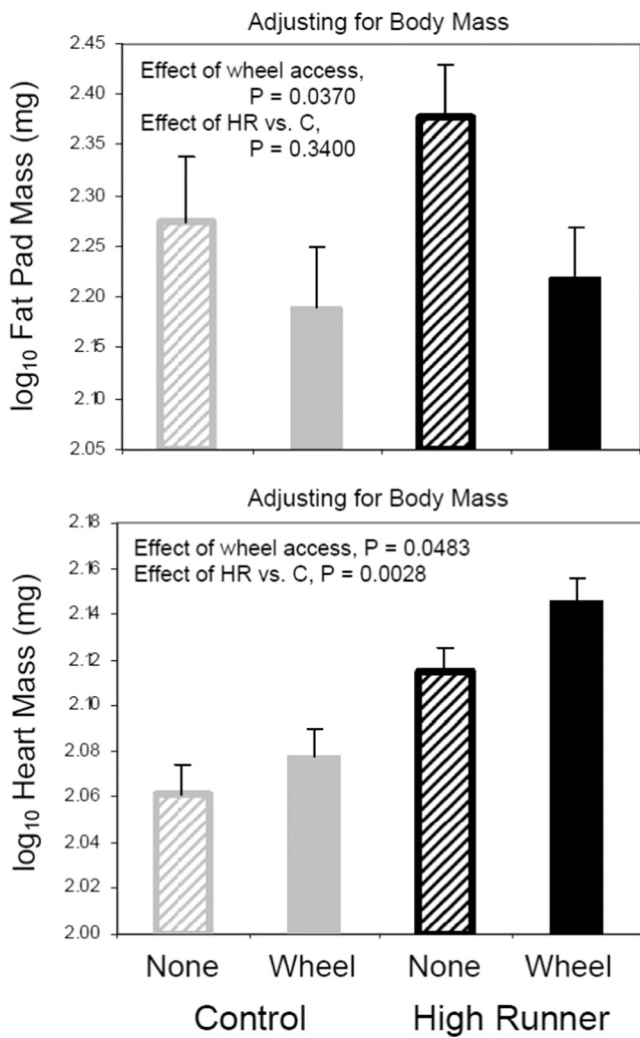 Adjusting for Body Mass
Effect of wheel access,
P = 0.0370
Effect of HR vs. C,
P = 0.3400
log10 Fat Pad Mass (mg)
2.45
2.40
2.35
2.30
2.25
2.20
2.15
2.10
2.05
Adjusting for Body Mass
Effect of wheel access, P = 0.0483
Effect of HR vs. C, P = 0.0028
log10 Heart Mass (mg)
2.18
2.16
2.14
2.12
2.10
2.08
2.06
2.04
2.02
2.00
None Wheel None Wheel
Control High Runner